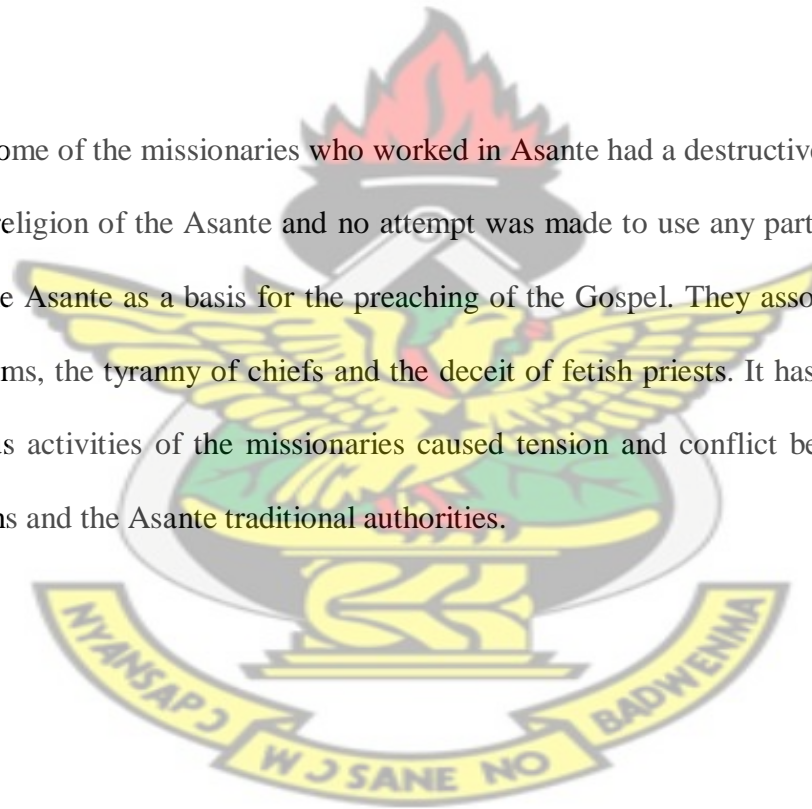 ome of the missionaries who worked in Asante had a destructiv
religion of the Asante and no attempt was made to use any part
e Asante as a basis for the preaching of the Gospel. They asso
ms, the tyranny of chiefs and the deceit of fetish priests. It has
us activities of the missionaries caused tension and conflict be
ns and the Asante traditional authorities.
NYANSAPƆ
WƆSANE NO
BADWENMA